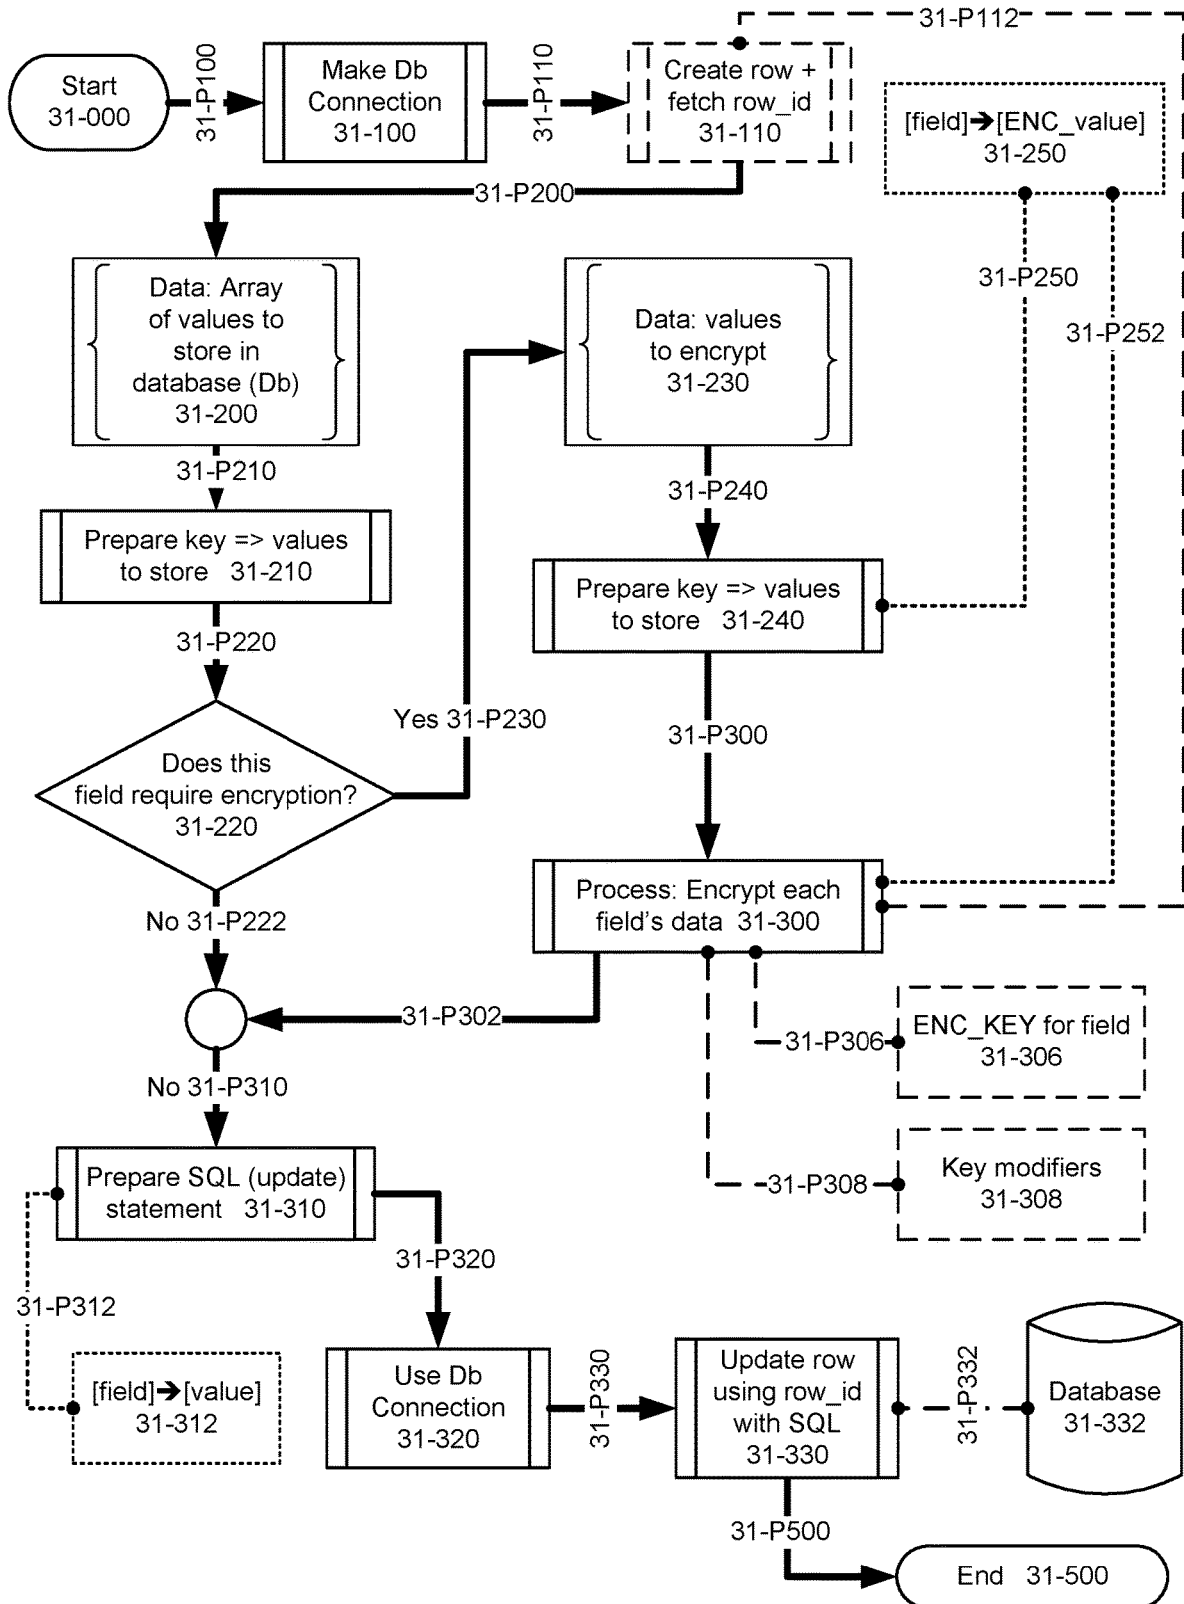 31-P112
Start
31-000
31-P100
Make Db
Connection
31-100
31-P110
Create row +
fetch row_id
31-110
[field]➔[ENC_value]
31-250
31-P200
Data: Array
of values to
store in
database (Db)
31-200
Data: values
to encrypt
31-230
31-P250
31-P252
31-P210
31-P240
Prepare key => values
to store 31-210
Prepare key => values
to store 31-240
31-P220
Yes 31-P230
31-P300
Does this
field require encryption?
31-220
Process: Encrypt each
field's data 31-300
No 31-P222
31-P302
31-P306
ENC_KEY for field
31-306
No 31-P310
Prepare SQL (update)
statement 31-310
31-P308
Key modifiers
31-308
31-P320
31-P312
[field]➔[value]
31-312
Use Db
Connection
31-320
31-P330
Update row
using row_id
with SQL
31-330
31-P332
Database
31-332
31-P500
End 31-500